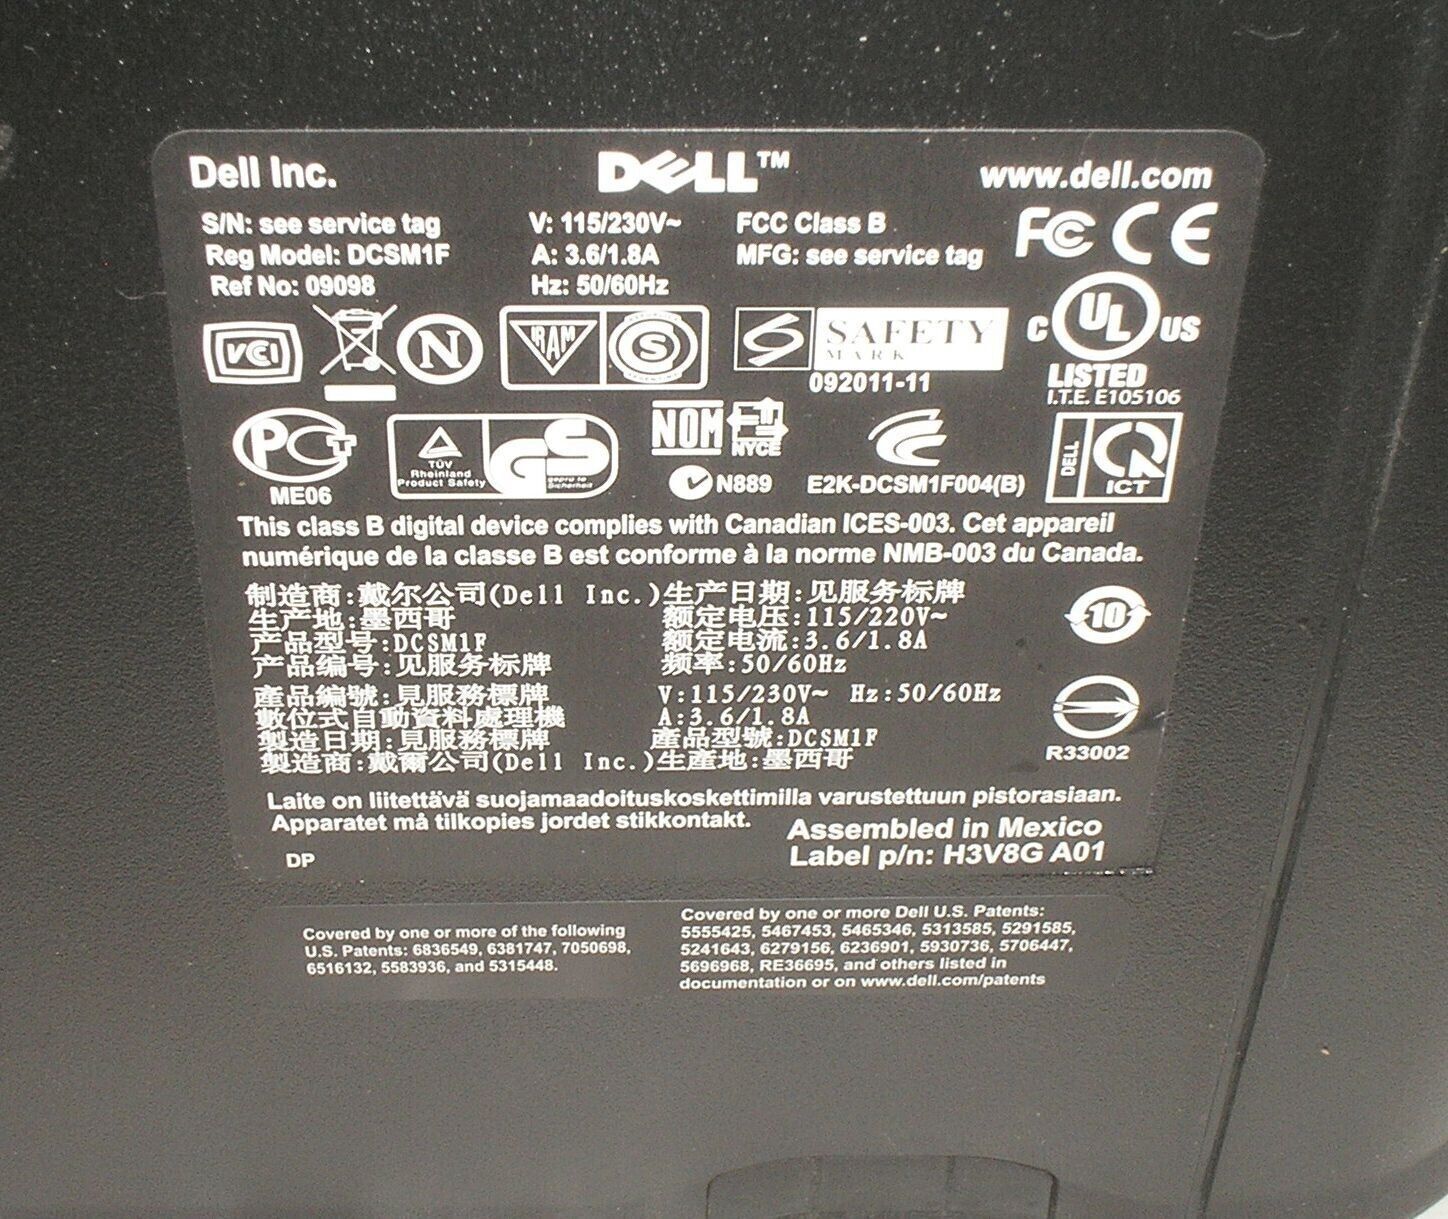 Dell Inc.
DELL™
www.dell.com
S/N: see service tag
Reg Model: DCSM1F
Ref No: 09098
V: 115/230V~
A: 3.6/1.8A
Hz: 50/60Hz
FCC Class B
MFG: see service tag
FC CE
VCI
N
IRAM
S
SAFETY
MARK
092011-11
C UL US
LISTED
I.T.E. E105106
PCT
ME06
TÜV
Rheinland
Product Safety
GS
geprüfte
Sicherheit
NOM
NYCE
N889
E2K-DCSM1F004(B)
DELL
ICT
This class B digital device complies with Canadian ICES-003. Cet appareil
numérique de la classe B est conforme à la norme NMB-003 du Canada.
制造商:戴尔公司(Dell Inc.)生产日期:见服务标牌
生产地:墨西哥 额定电压:115/220V~
产品型号:DCSM1F 额定电流:3.6/1.8A
产品编号:见服务标牌 频率:50/60Hz
10
產品編號:見服務標牌 V:115/230V~ Hz:50/60Hz
數位式自動資料處理機 A:3.6/1.8A
製造日期:見服務標牌 產品型號:DCSM1F
製造商:戴爾公司(Dell Inc.)生產地:墨西哥
R33002
Laite on liitettävä suojamaadoituskoskettimilla varustettuun pistorasiaan.
Apparatet må tilkopies jordet stikkontakt.
Assembled in Mexico
Label p/n: H3V8G A01
DP
Covered by one or more of the following
U.S. Patents: 6836549, 6381747, 7050698,
6516132, 5583936, and 5315448.
Covered by one or more Dell U.S. Patents:
5555425, 5467453, 5465346, 5313585, 5291585,
5241643, 6279156, 6236901, 5930736, 5706447,
5696968, RE36695, and others listed in
documentation or on www.dell.com/patents